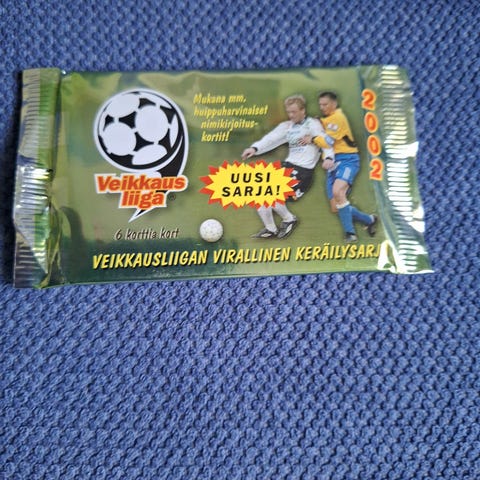 Mukana mm.
huippuharvinaiset
nimikirjoitus-
kortit!
2002
Veikkaus
liiga
UUSI
SARJA!
6 korttia kort
VEIKKAUSLIIGAN VIRALLINEN KERÄILYSARJ